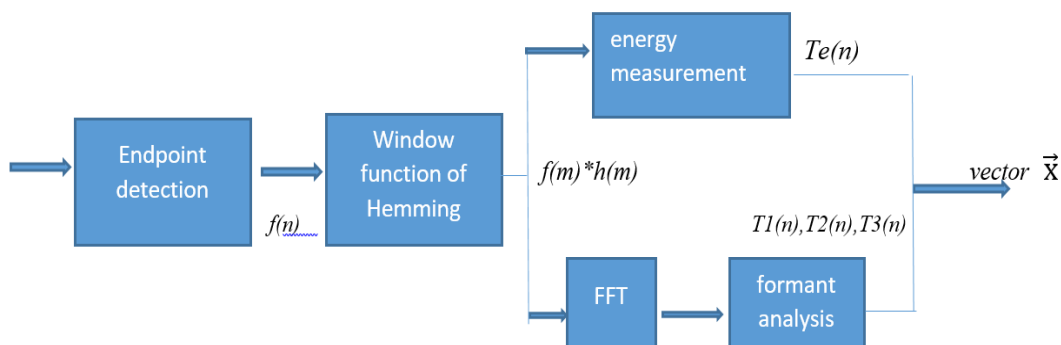 Endpoint
detection
f(n)
Window
function of
Hemming
f(m)*h(m)
energy
measurement
Te(n)
FFT
formant
analysis
T1(n),T2(n),T3(n)
vector x⃗